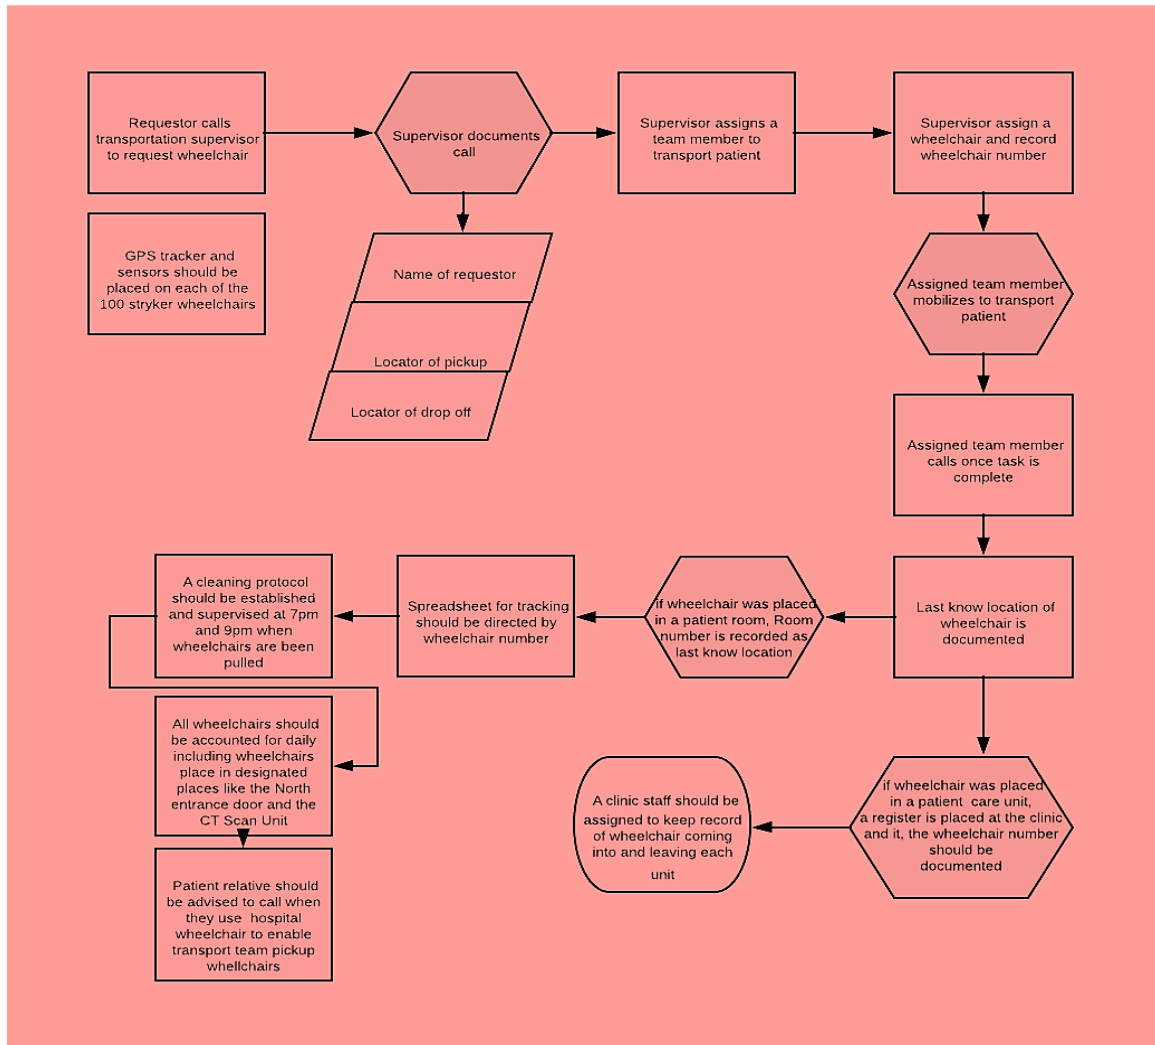 Requestor calls
transportation supervisor
to request wheelchair
Supervisor documents
call
Supervisor assigns a
team member to
transport patient
Supervisor assign a
wheelchair and record
wheelchair number
GPS tracker and
sensors should be
placed on each of the
100 stryker wheelchairs
Name of requestor
Locator of pickup
Locator of drop off
Assigned team member
mobilizes to transport
patient
Assigned team member
calls once task is
complete
Last know location of
wheelchair is
documented
if wheelchair was placed
in a patient room, Room
number is recorded as
last know location
Spreadsheet for tracking
should be directed by
wheelchair number
A cleaning protocol
should be established
and supervised at 7pm
and 9pm when
wheelchairs are been
pulled
All wheelchairs should
be accounted for daily
including wheelchairs
place in designated
places like the North
entrance door and the
CT Scan Unit
Patient relative should
be advised to call when
they use hospital
wheelchair to enable
transport team pickup
whellchairs
if wheelchair was placed
in a patient care unit,
a register is placed at the clinic
and it, the wheelchair number
should be
documented
A clinic staff should be
assigned to keep record
of wheelchair coming
into and leaving each
unit